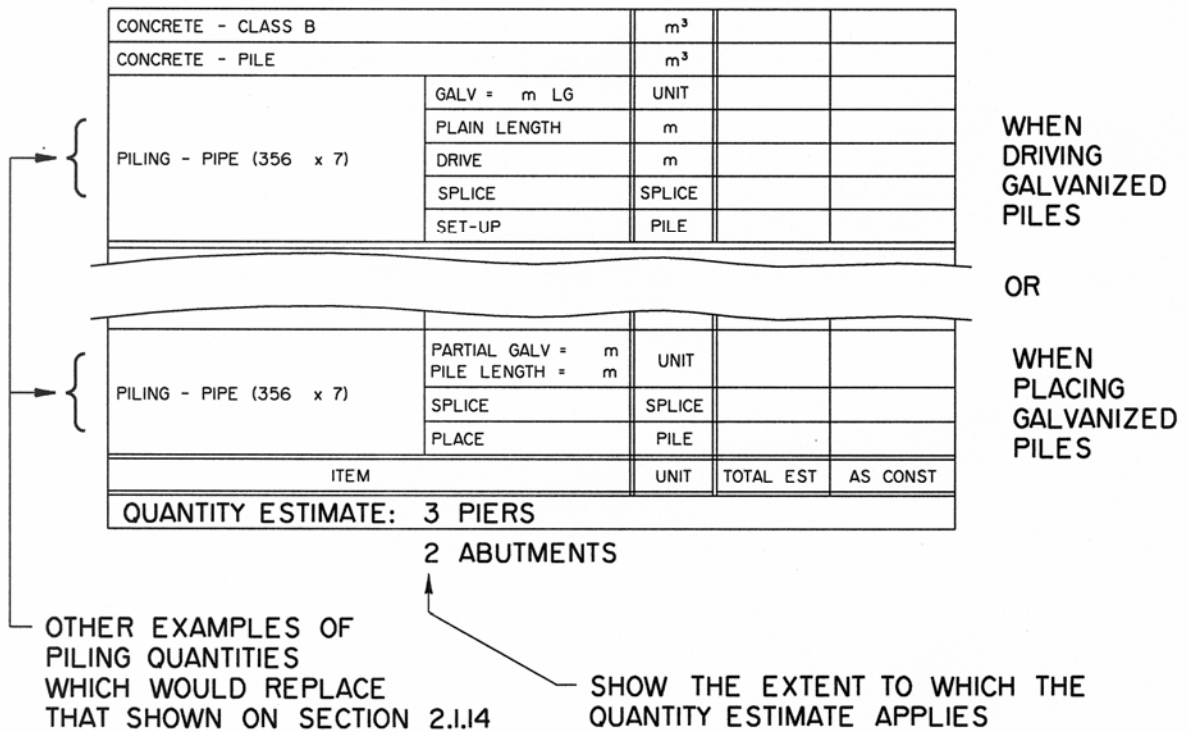 CONCRETE - CLASS B m³
CONCRETE - PILE m³
PILING - PIPE (356 x 7)
GALV = m LG UNIT
PLAIN LENGTH m
DRIVE m
SPLICE SPLICE
SET-UP PILE
WHEN
DRIVING
GALVANIZED
PILES
OR
PILING - PIPE (356 x 7)
PARTIAL GALV = m
PILE LENGTH = m
UNIT
SPLICE SPLICE
PLACE PILE
WHEN
PLACING
GALVANIZED
PILES
ITEM UNIT TOTAL EST AS CONST
QUANTITY ESTIMATE: 3 PIERS
2 ABUTMENTS
OTHER EXAMPLES OF
PILING QUANTITIES
WHICH WOULD REPLACE
THAT SHOWN ON SECTION 2.1.14
SHOW THE EXTENT TO WHICH THE
QUANTITY ESTIMATE APPLIES